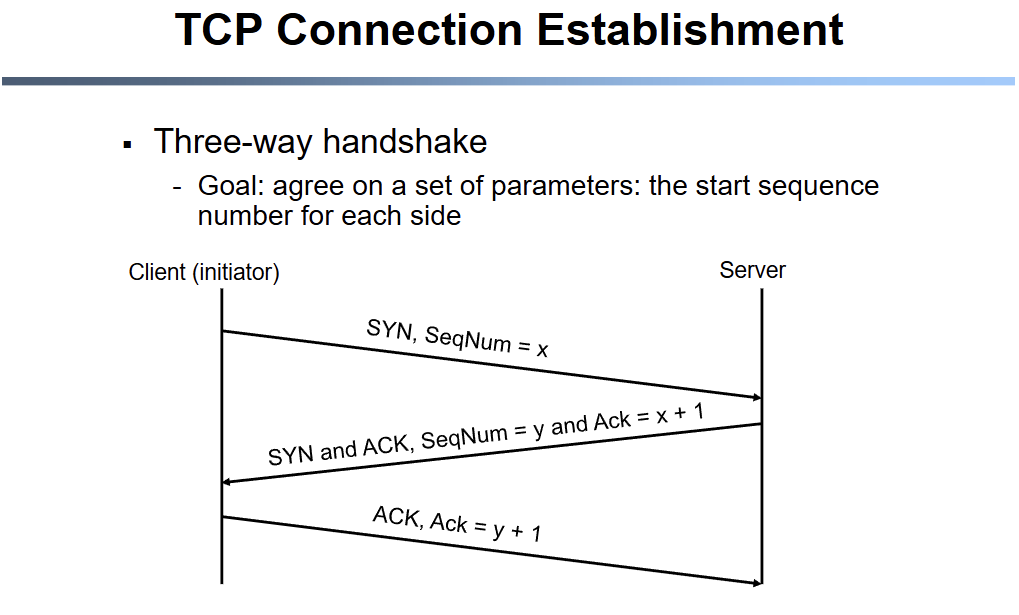 TCP Connection Establishment
▪ Three-way handshake
- Goal: agree on a set of parameters: the start sequence
number for each side
Client (initiator)
Server
SYN, SeqNum = x
SYN and ACK, SeqNum = y and Ack = x + 1
ACK, Ack = y + 1